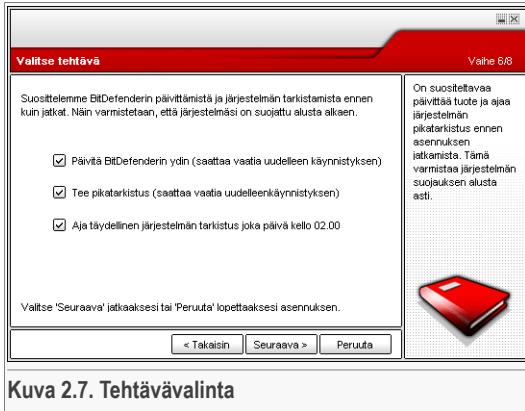 Valitse tehtävä
Vaihe 6/8
Suosittelemme BitDefenderin päivittämistä ja järjestelmän tarkistamista ennen
kuin jatkat. Näin varmistetaan, että järjestelmäsi on suojattu alusta alkaen.
Päivitä BitDefenderin ydin (saattaa vaatia uudelleen käynnistyksen)
Tee pikatarkistus (saattaa vaatia uudelleenkäynnistyksen)
Aja täydellinen järjestelmän tarkistus joka päivä kello 02.00
Valitse 'Seuraava' jatkaaksesi tai 'Peruuta' lopettaaksesi asennuksen.
< Takaisin
Seuraava >
Peruuta
On suositeltavaa
päivittää tuote ja ajaa
järjestelmän
pikatarkistus ennen
asennuksen
jatkamista. Tämä
varmistaa järjestelmän
suojauksen alusta
asti.
Kuva 2.7. Tehtävävalinta